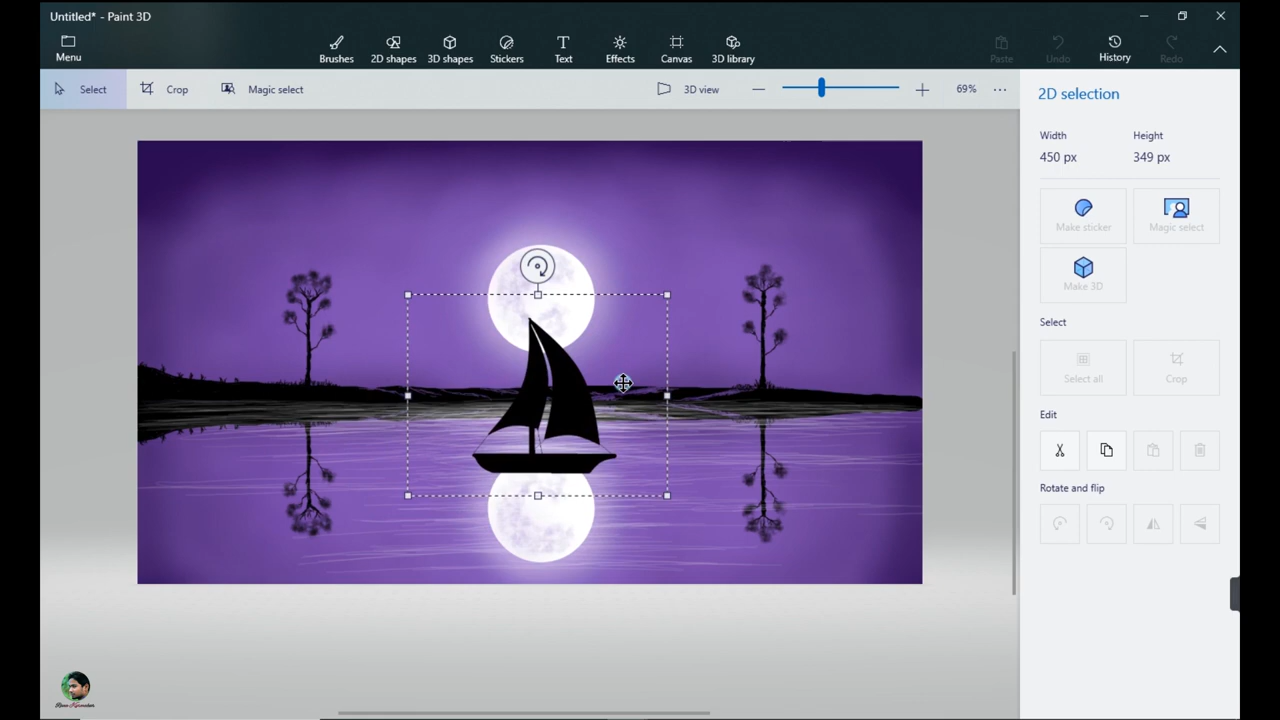 Untitled* - Paint 3D
Menu
Brushes
2D shapes
3D shapes
Stickers
Text
Effects
Canvas
3D library
Paste
Undo
History
Redo
Select
Crop
Magic select
3D view
69%
2D selection
Width
Height
450 px
349 px
Make sticker
Magic select
Make 3D
Select
Select all
Crop
Edit
Rotate and flip